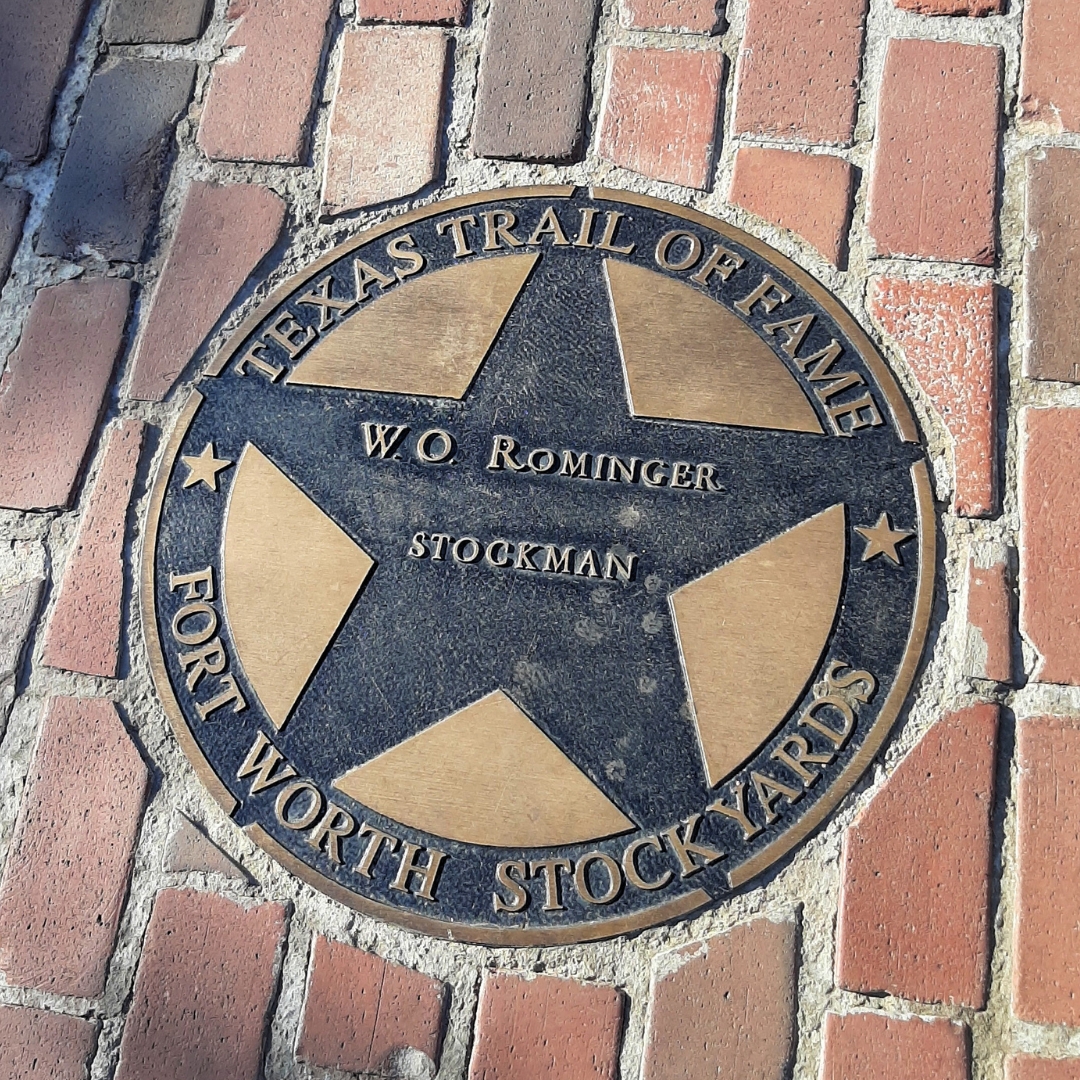 TEXAS TRAIL OF FAME
W.O. ROMINGER
STOCKMAN
FORT WORTH STOCKYARDS